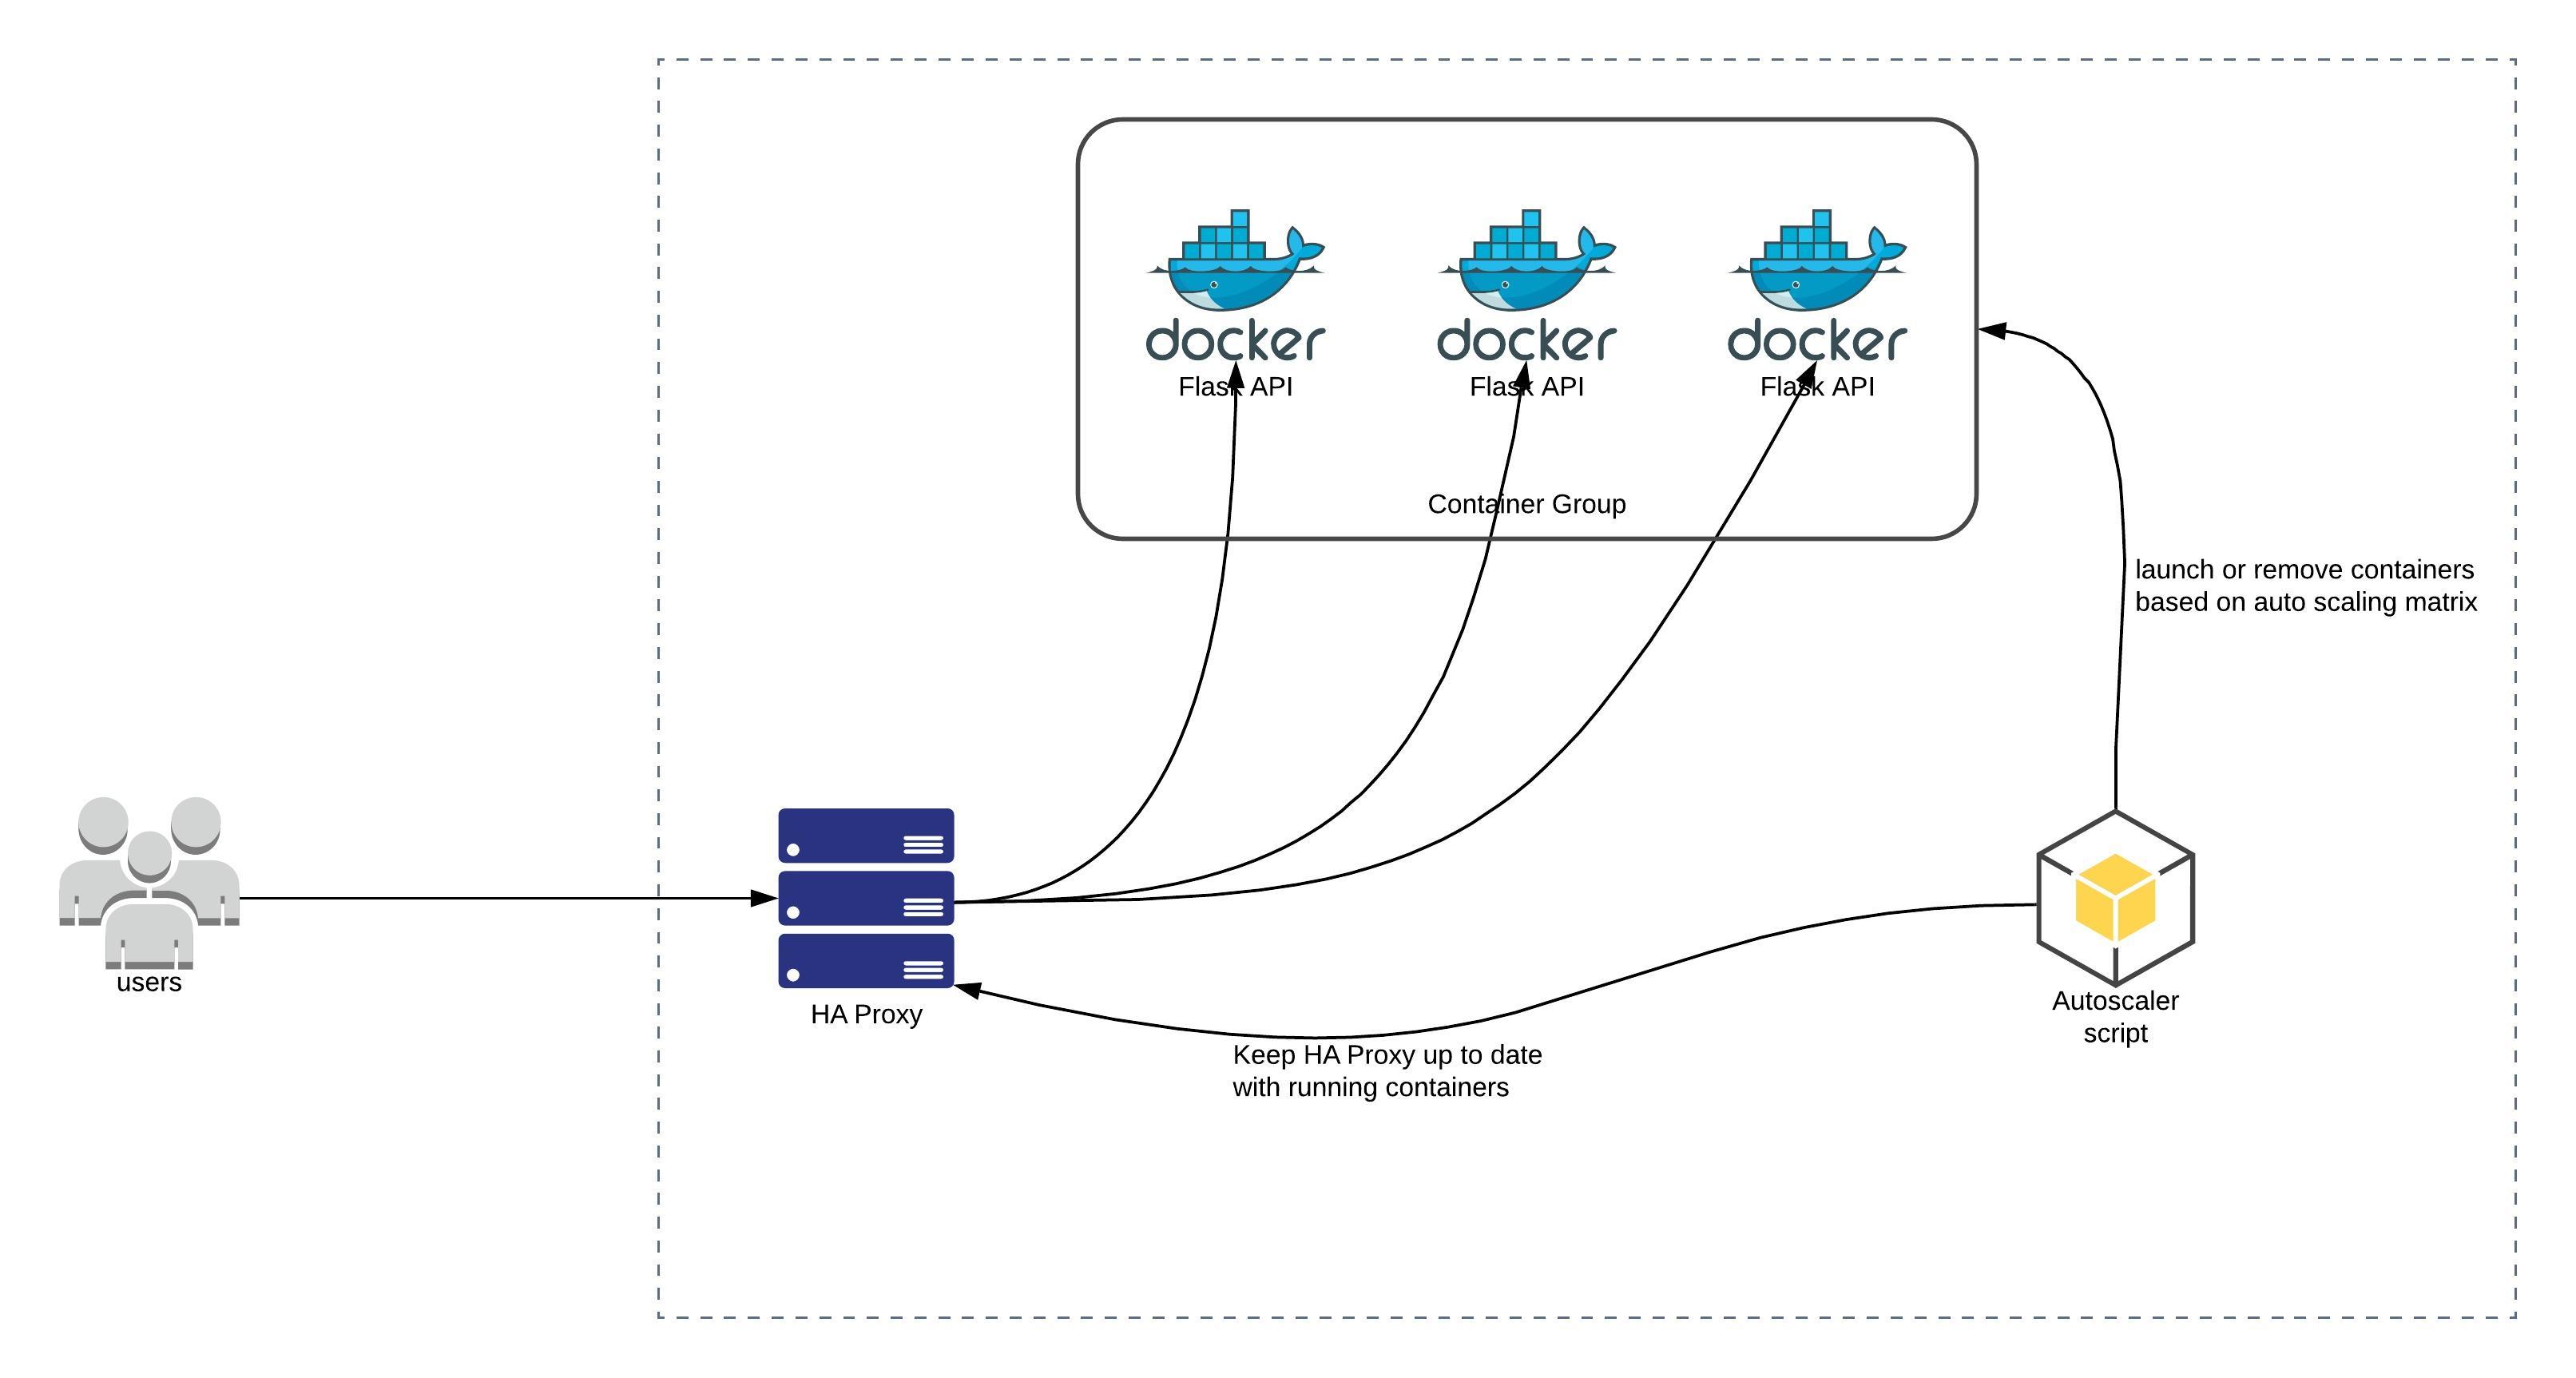 docker
Flask API
docker
Flask API
docker
Flask API
Container Group
launch or remove containers
based on auto scaling matrix
users
HA Proxy
Autoscaler
script
Keep HA Proxy up to date
with running containers